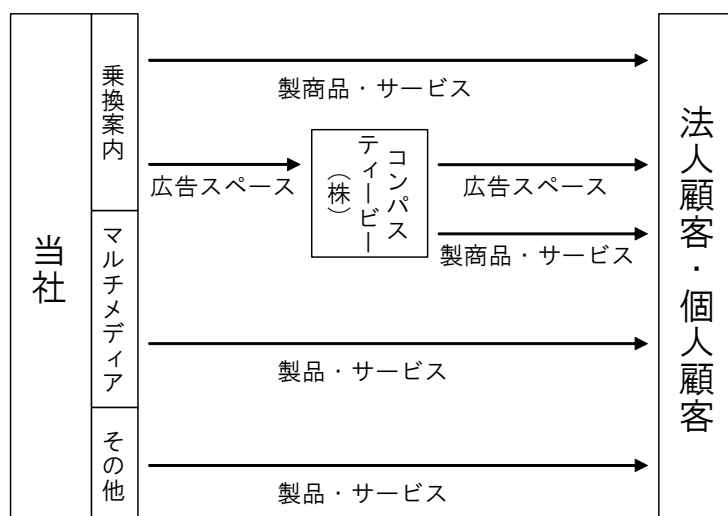 当社
乗換案内
製商品・サービス
広告スペース
コンパス
ティービー
(株)
広告スペース
製商品・サービス
マルチメディア
製品・サービス
その他
製品・サービス
法人顧客・個人顧客